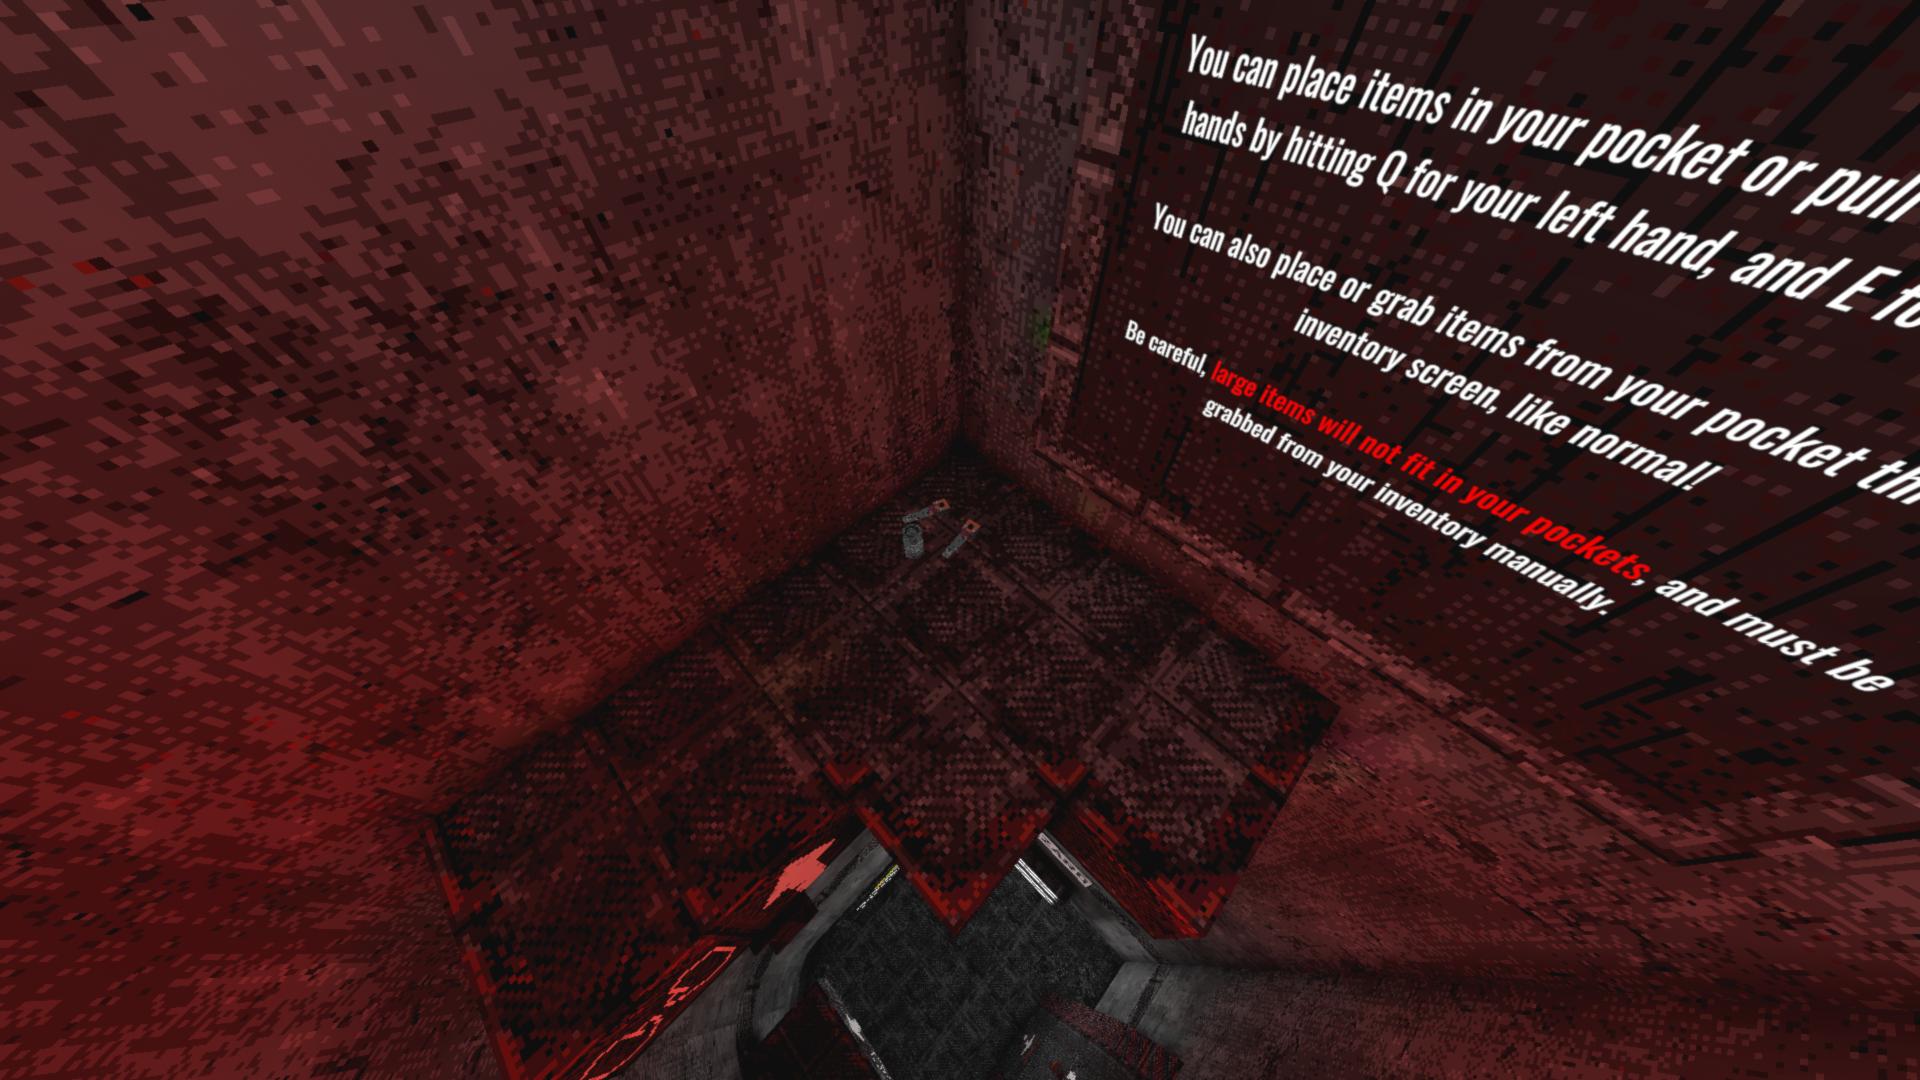 You can place items in your pocket or pull
hands by hitting Q for your left hand, and E fo
You can also place or grab items from your pocket th
inventory screen, like normal!
Be careful, large items will not fit in your pockets, and must be
grabbed from your inventory manually.